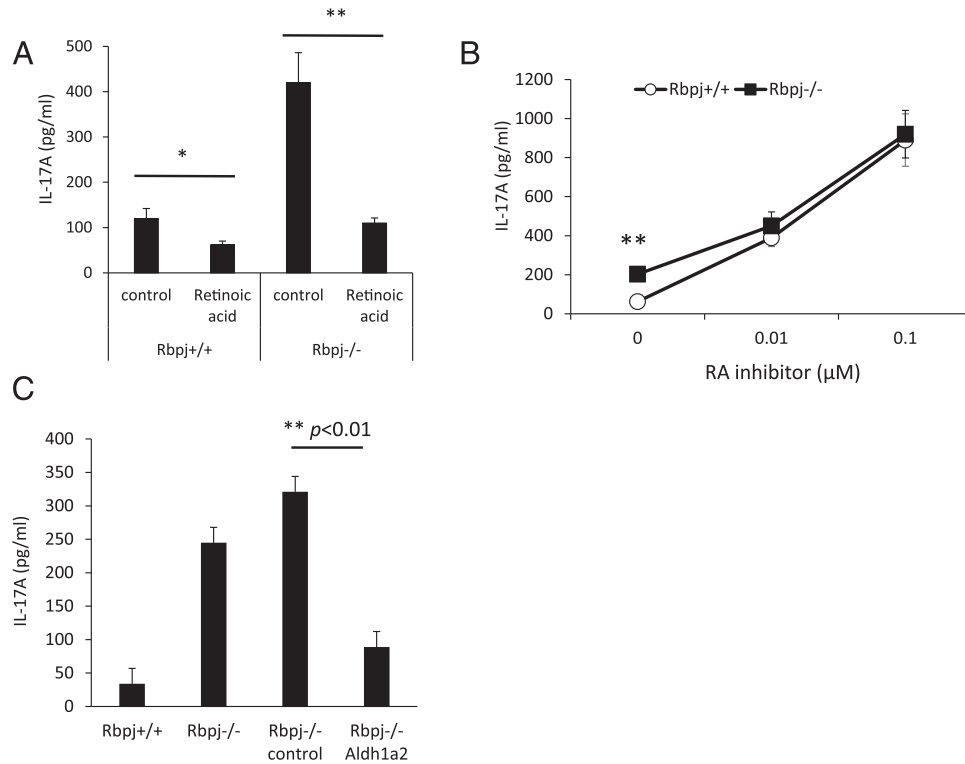 A
**
500
400
300
200
100
0
IL-17A (pg/ml)
*
control
Retinoic
acid
control
Retinoic
acid
Rbpj+/+
Rbpj-/-
B
1200
1000
800
600
400
200
0
IL-17A (pg/ml)
Rbpj+/+
Rbpj-/-
**
0
0.01
0.1
RA inhibitor (μM)
C
** p<0.01
400
350
300
250
200
150
100
50
0
IL-17A (pg/ml)
Rbpj+/+
Rbpj-/-
Rbpj-/-
control
Rbpj-/-
Aldh1a2